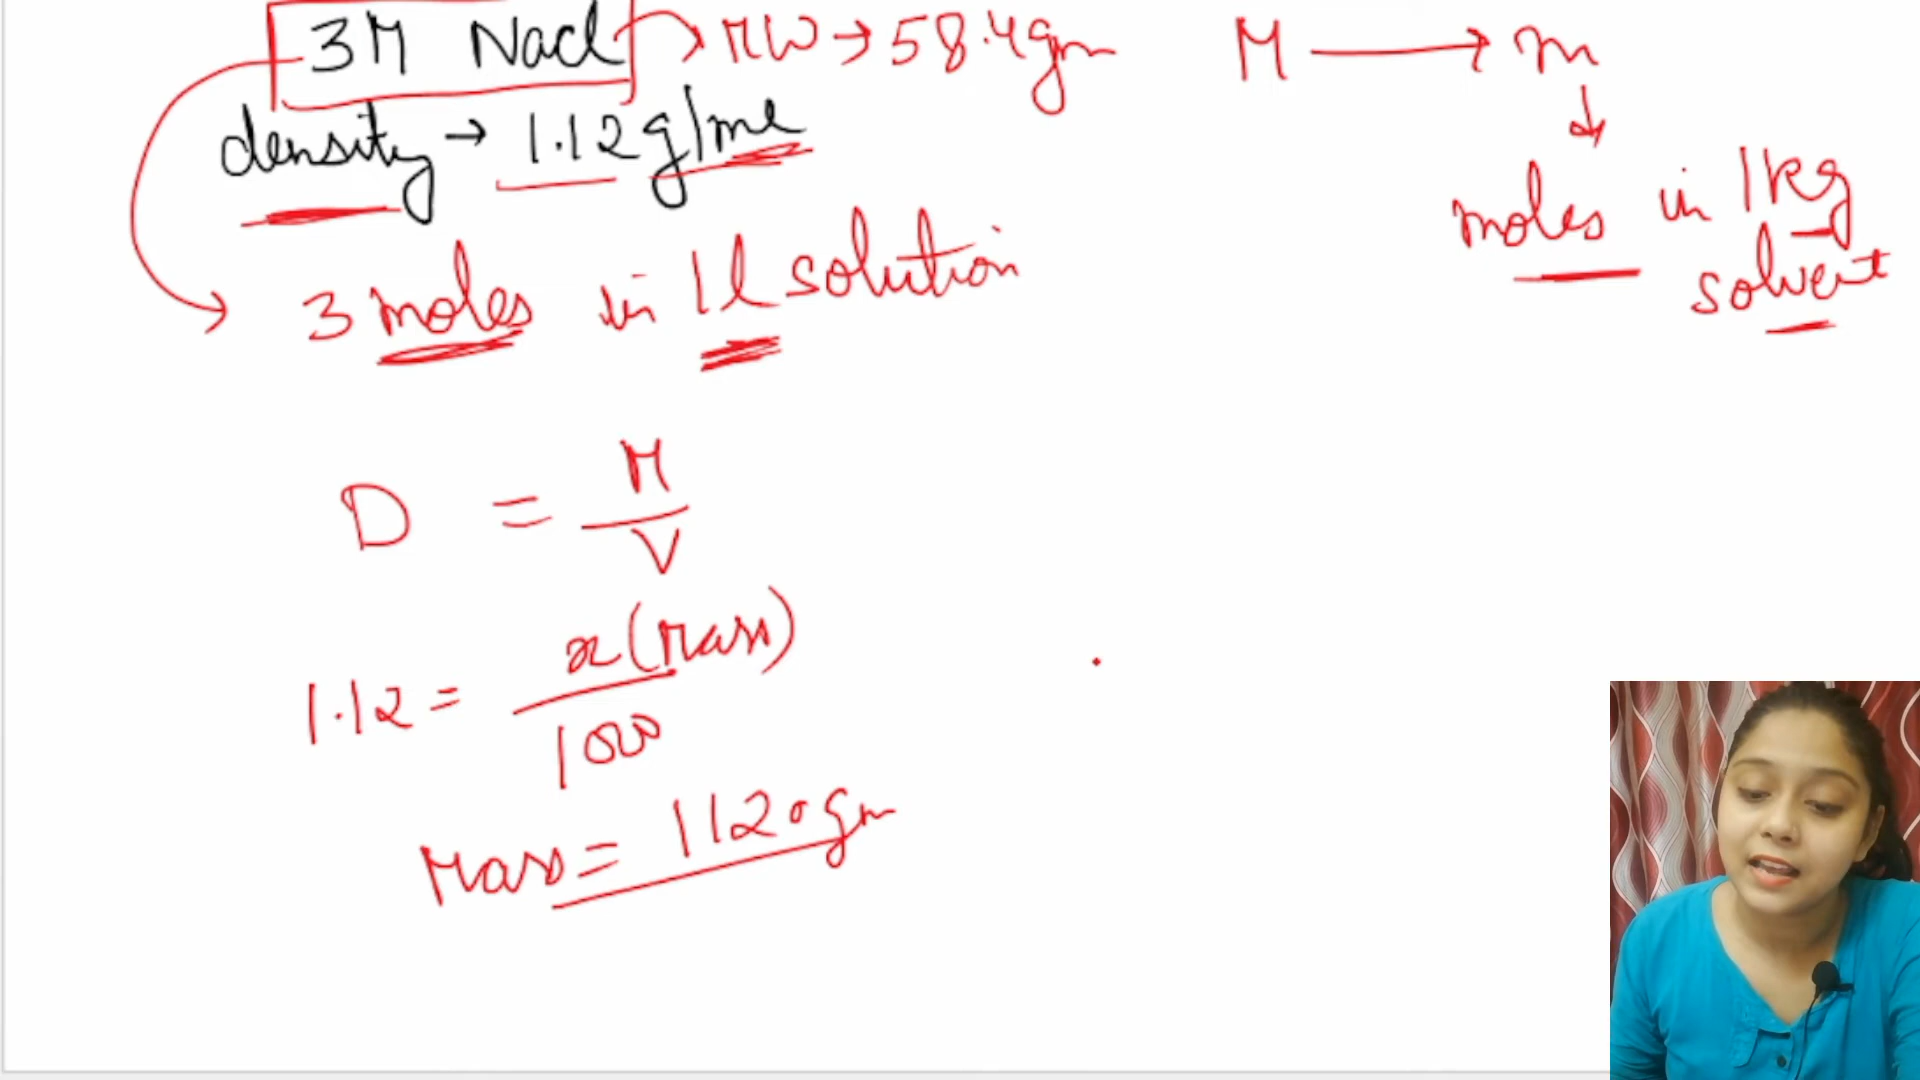 3M NaCl → MW → 58.4gm
density → 1.12 g/ml
→ 3 moles in 1l solution
M → m
↓
moles in 1kg
solvent
D = M/V
1.12 = x(Mass)/1000
Mass = 1120gm